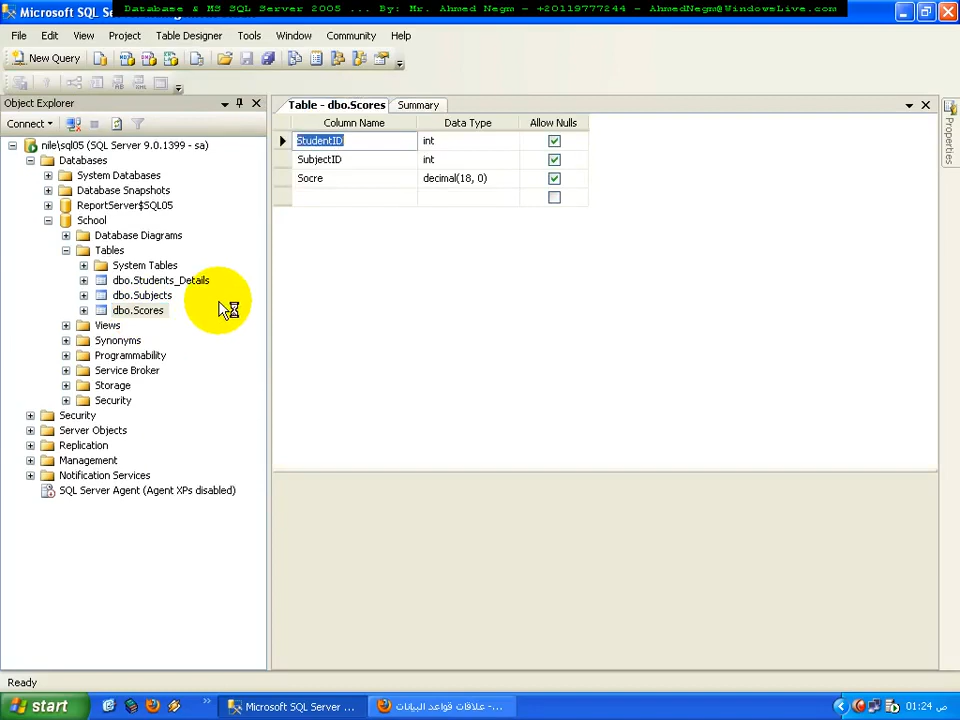 Microsoft SQL Se
Database & MS SQL Server 2005 ... By: Mr. Ahmed Negm - +20119777244 - AhmedNegm@WindowsLive.com
File Edit View Project Table Designer Tools Window Community Help
New Query
Object Explorer
Table - dbo.Scores Summary
Connect
Column Name Data Type Allow Nulls
nile\sql05 (SQL Server 9.0.1399 - sa)
StudentID int
Databases
SubjectID int
System Databases
Socre decimal(18, 0)
Database Snapshots
ReportServer$SQL05
School
Database Diagrams
Tables
System Tables
dbo.Students_Details
dbo.Subjects
dbo.Scores
Views
Synonyms
Programmability
Service Broker
Storage
Security
Security
Server Objects
Replication
Management
Notification Services
SQL Server Agent (Agent XPs disabled)
Properties
Ready
start
Microsoft SQL Server ...
علاقات قواعد البيانات -...
01:24 ص